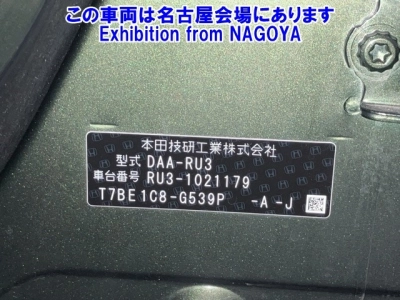 この車両は名古屋会場にあります
Exhibition from NAGOYA
本田技研工業株式会社
型式 DAA-RU3
車台番号 RU3-1021179
T7BE1C8-G539P -A -J